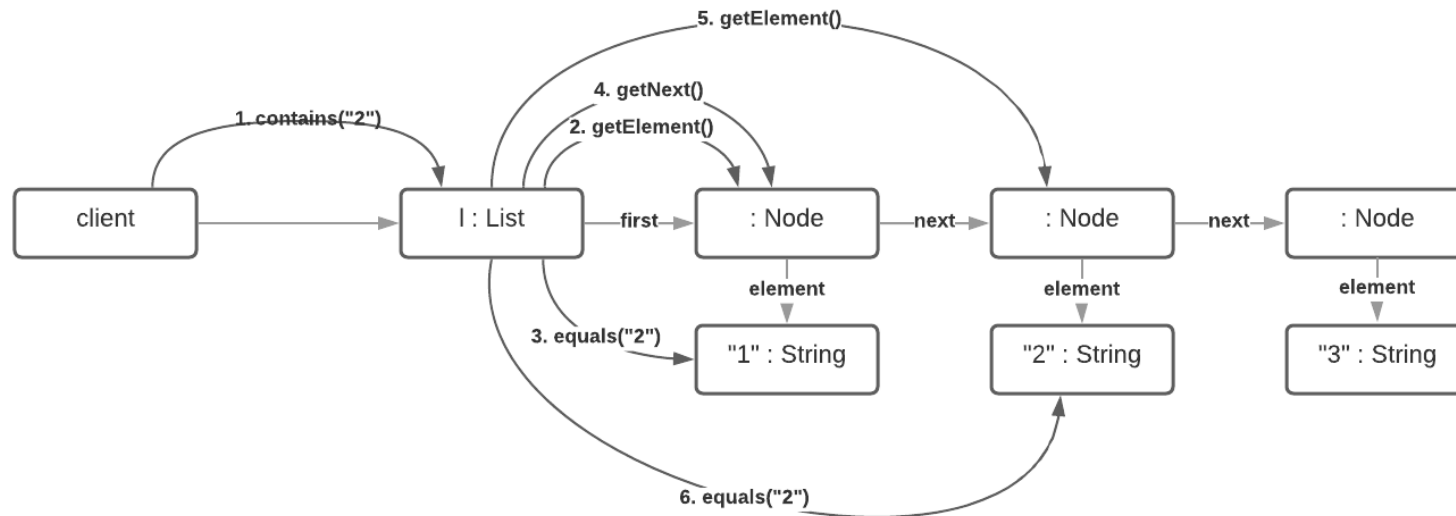 5. getElement()
4. getNext()
1. contains("2")
2. getElement()
client
l : List
first
: Node
next
: Node
next
: Node
element
element
element
3. equals("2")
"1" : String
"2" : String
"3" : String
6. equals("2")